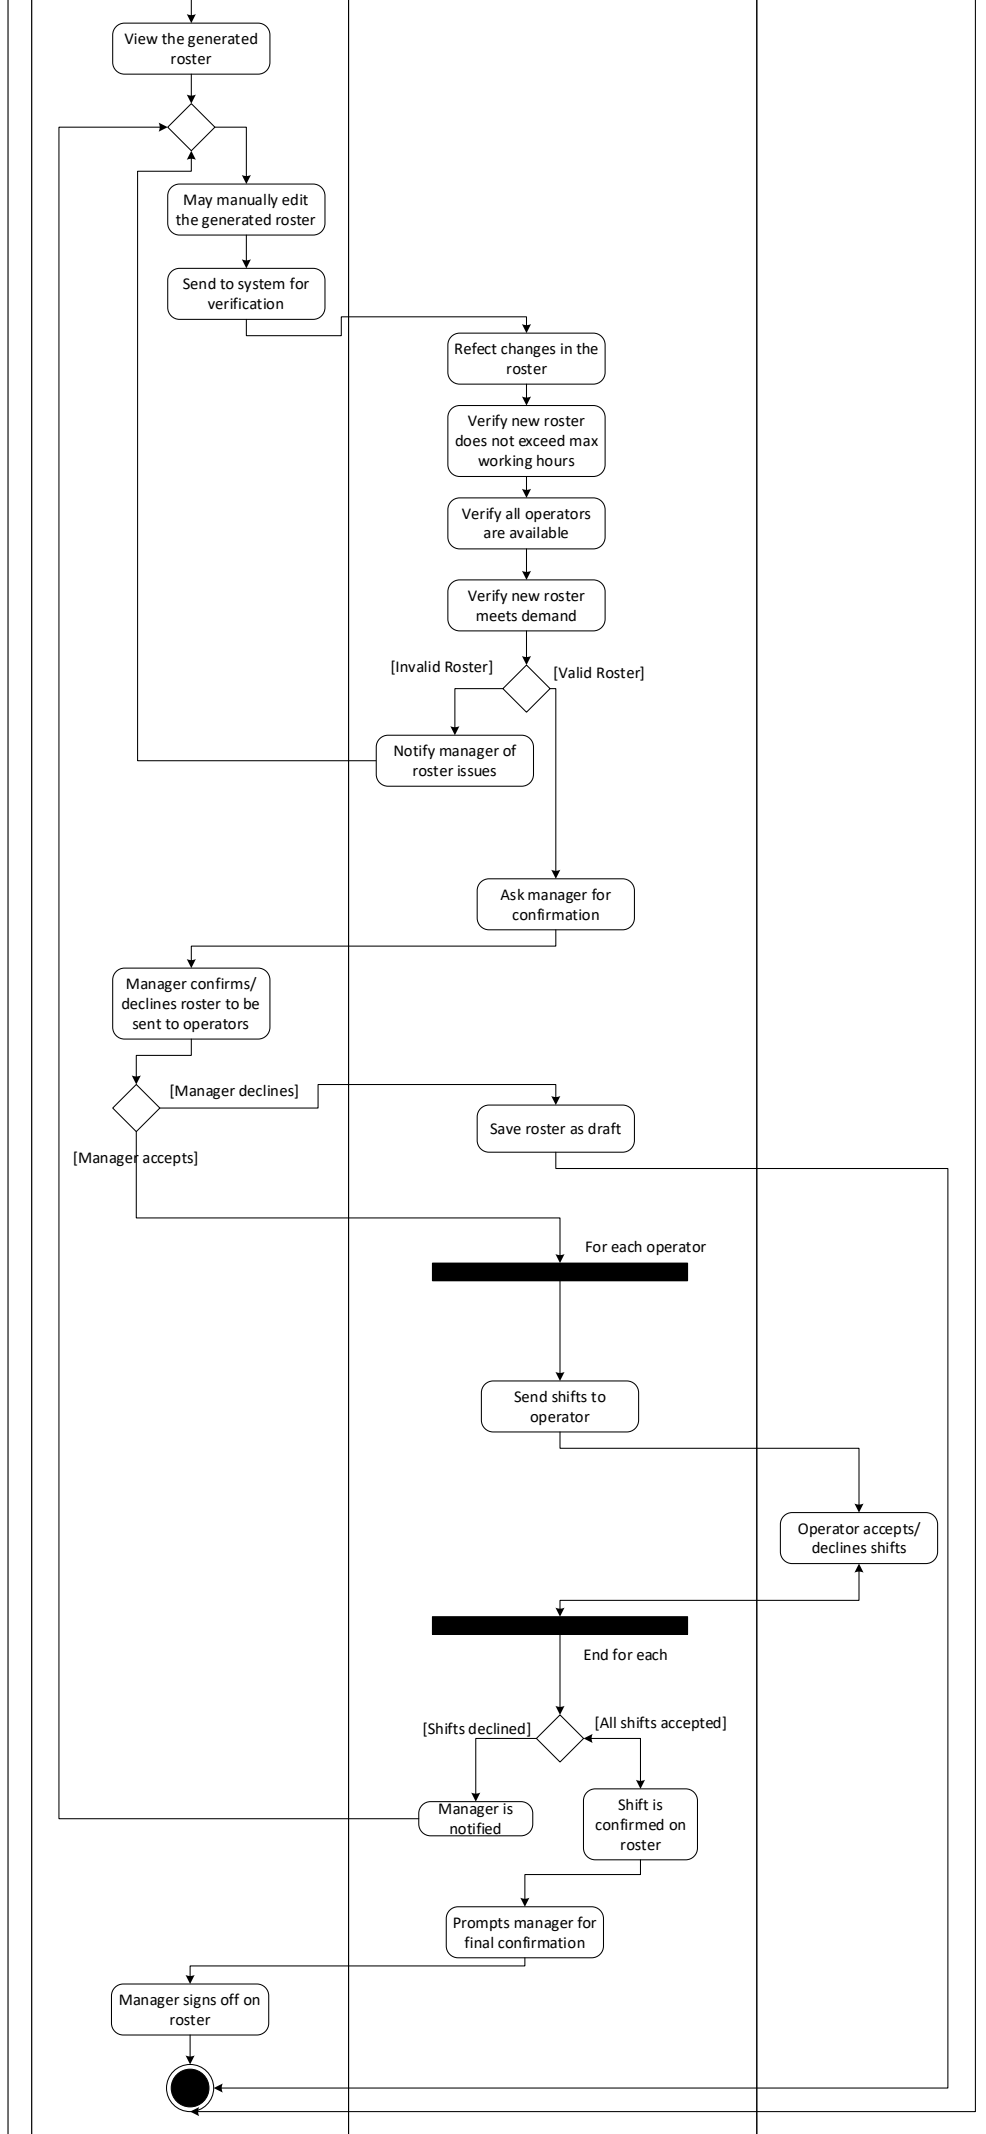 View the generated
roster
May manually edit
the generated roster
Send to system for
verification
Refect changes in the
roster
Verify new roster
does not exceed max
working hours
Verify all operators
are available
Verify new roster
meets demand
[Invalid Roster]
[Valid Roster]
Notify manager of
roster issues
Ask manager for
confirmation
Manager confirms/
declines roster to be
sent to operators
[Manager declines]
Save roster as draft
[Manager accepts]
For each operator
Send shifts to
operator
Operator accepts/
declines shifts
End for each
[Shifts declined]
[All shifts accepted]
Manager is
notified
Shift is
confirmed on
roster
Prompts manager for
final confirmation
Manager signs off on
roster